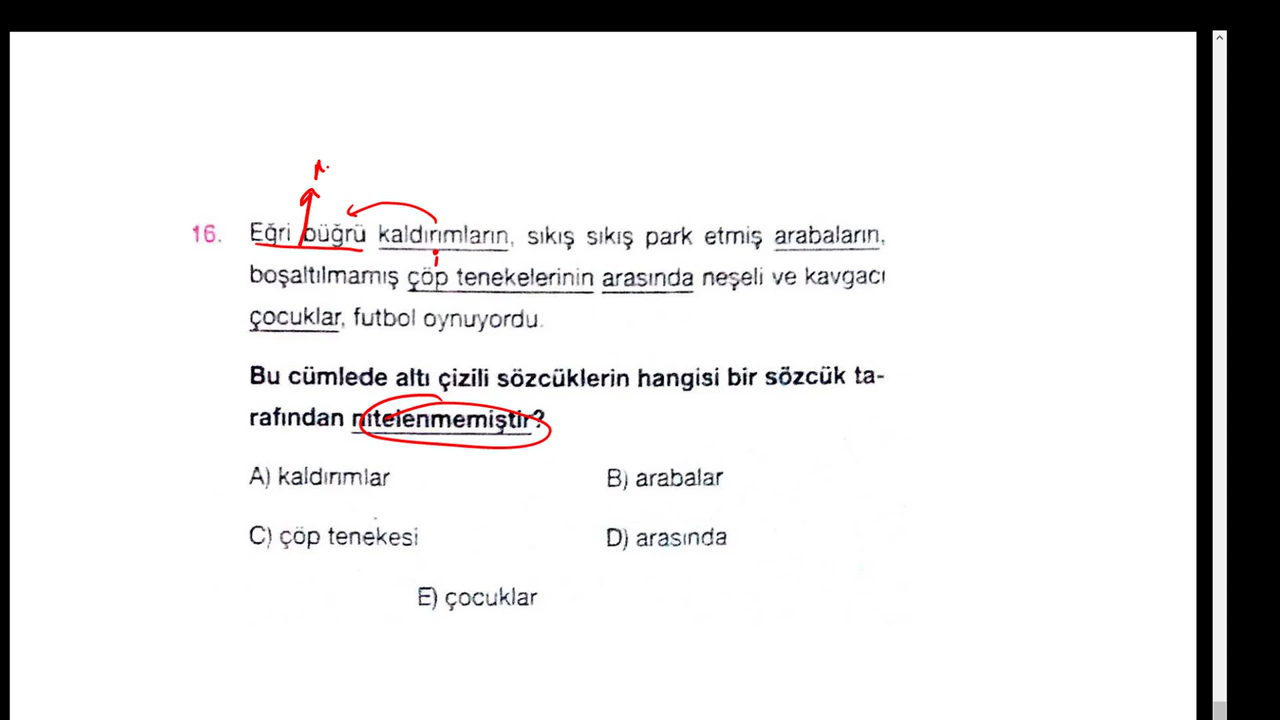 16. Eğri büğrü kaldırımların, sıkış sıkış park etmiş arabaların,
boşaltılmamış çöp tenekelerinin arasında neşeli ve kavgacı
çocuklar, futbol oynuyordu.
Bu cümlede altı çizili sözcüklerin hangisi bir sözcük ta-
rafından nitelenmemiştir?
A) kaldırımlar
B) arabalar
C) çöp tenekesi
D) arasında
E) çocuklar